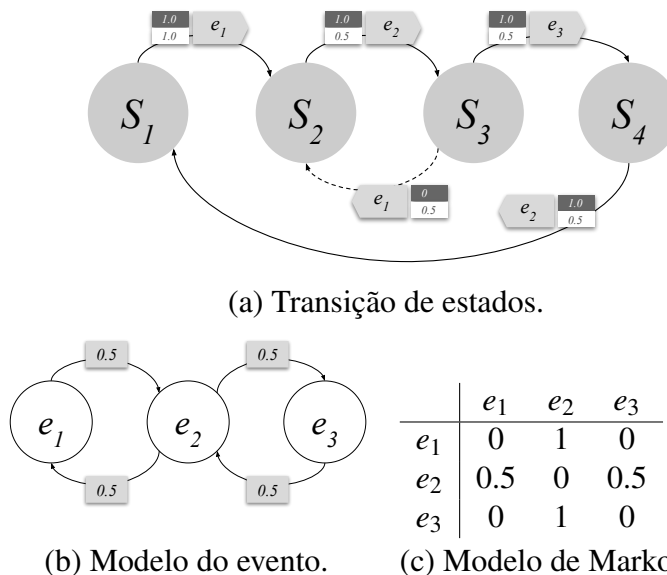 1.0 e1 1.0 e2 1.0 e3
1.0 0.5 0.5
S1 S2 S3 S4
e1 0 e2 1.0
0.5 0.5
(a) Transição de estados.
0.5 0.5
e1 e2 e3
0.5 0.5
(b) Modelo do evento.
e1 e2 e3
e1 0 1 0
e2 0.5 0 0.5
e3 0 1 0
(c) Modelo de Marko